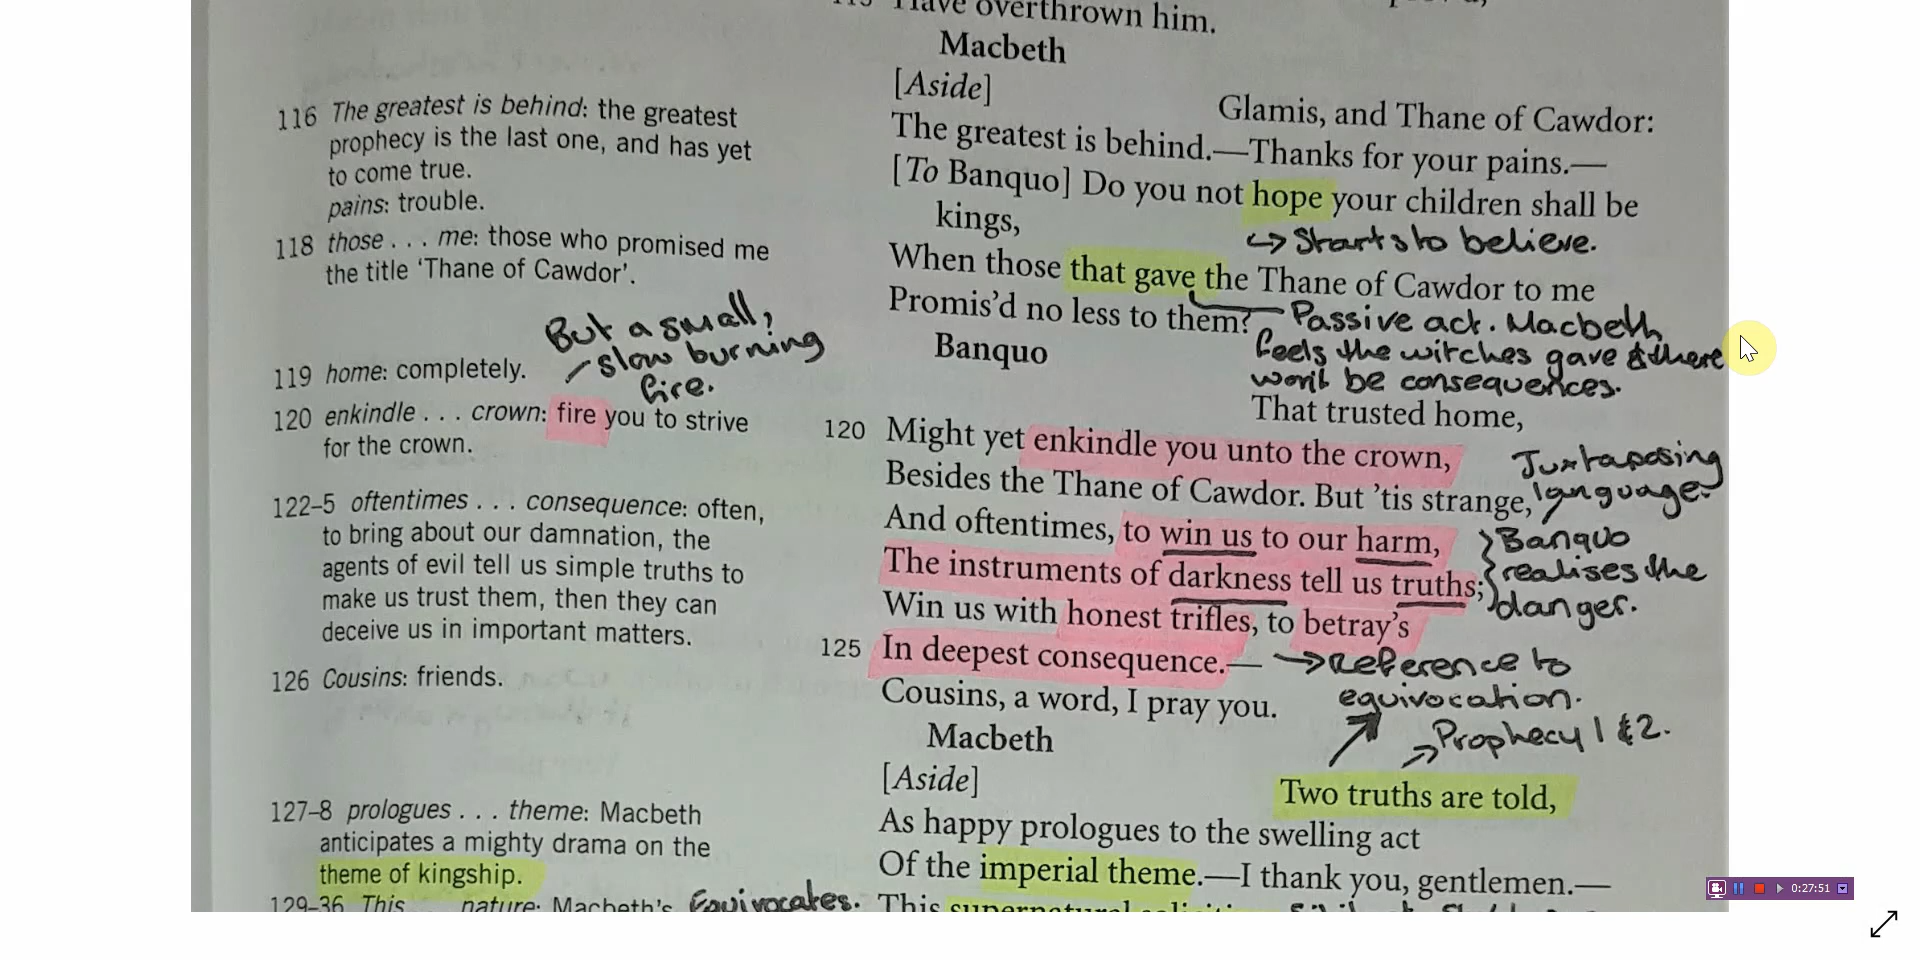 Have overthrown him.
Macbeth
[Aside]
Glamis, and Thane of Cawdor:
The greatest is behind.—Thanks for your pains.—
[To Banquo] Do you not hope your children shall be
kings,
↪ Starts to believe.
When those that gave the Thane of Cawdor to me
Promis'd no less to them?
Passive act. Macbeth
feels the witches gave & there
won't be consequences.
Banquo
That trusted home,
120 Might yet enkindle you unto the crown,
Juxtaposing
language.
Besides the Thane of Cawdor. But 'tis strange,
And oftentimes, to win us to our harm,
The instruments of darkness tell us truths;
Banquo
realises the
danger.
Win us with honest trifles, to betray's
125 In deepest consequence.—
→ Reference to
equivocation.
Cousins, a word, I pray you.
→ Prophecy 1 & 2.
Macbeth
[Aside]
Two truths are told,
As happy prologues to the swelling act
Of the imperial theme.—I thank you, gentlemen.—
This supernatural
116 The greatest is behind: the greatest
prophecy is the last one, and has yet
to come true.
pains: trouble.
118 those . . . me: those who promised me
the title 'Thane of Cawdor'.
But a small,
slow burning
fire.
119 home: completely.
120 enkindle . . . crown: fire you to strive
for the crown.
122–5 oftentimes . . . consequence: often,
to bring about our damnation, the
agents of evil tell us simple truths to
make us trust them, then they can
deceive us in important matters.
126 Cousins: friends.
127–8 prologues . . . theme: Macbeth
anticipates a mighty drama on the
theme of kingship.
129–36 This nature: Macbeth's
Equivocates.
0:27:51